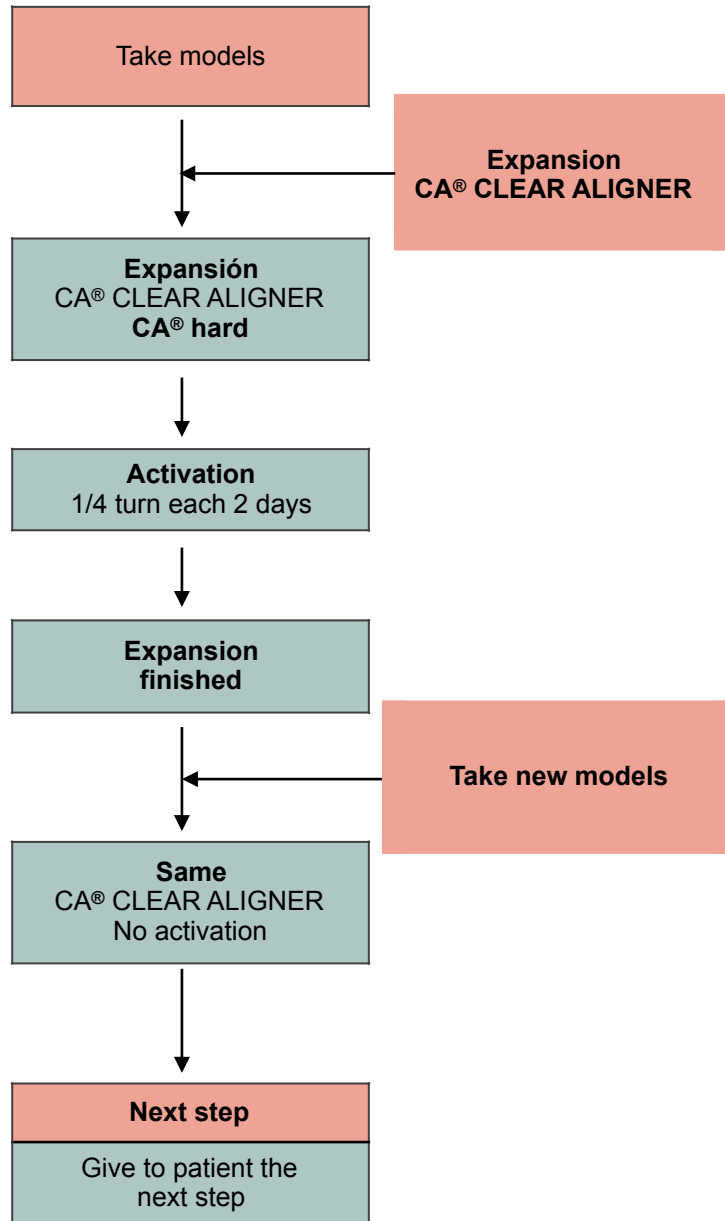 Take models
Expansion
CA® CLEAR ALIGNER
Expansión
CA® CLEAR ALIGNER
CA® hard
Activation
1/4 turn each 2 days
Expansion
finished
Take new models
Same
CA® CLEAR ALIGNER
No activation
Next step
Give to patient the
next step